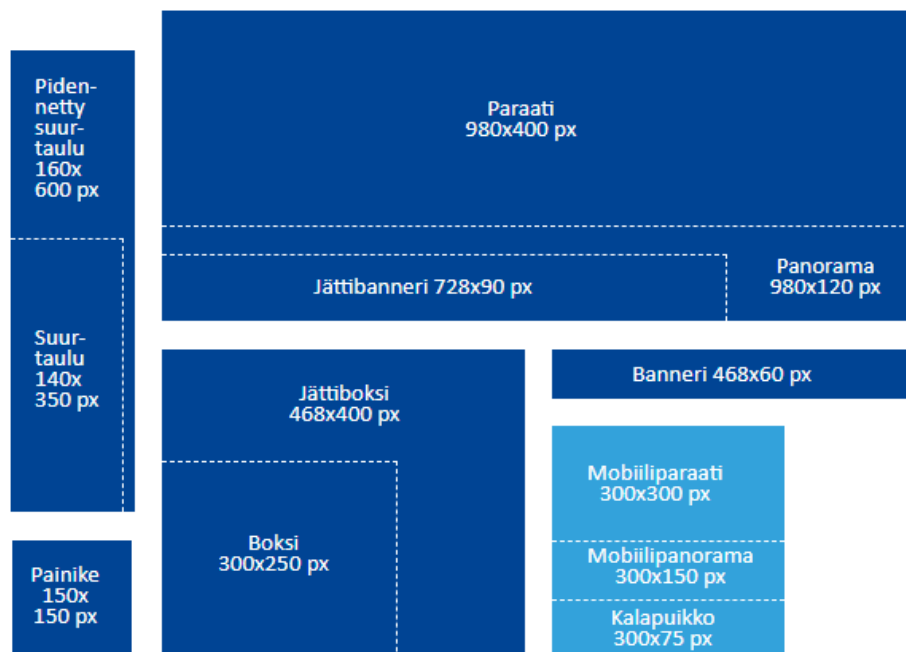 Piden-
netty
suur-
taulu
160x
600 px
Suur-
taulu
140x
350 px
Painike
150x
150 px
Paraati
980x400 px
Jättibanneri 728x90 px
Panorama
980x120 px
Jättiboksi
468x400 px
Boksi
300x250 px
Banneri 468x60 px
Mobiiliparaati
300x300 px
Mobiilipanorama
300x150 px
Kalapuikko
300x75 px